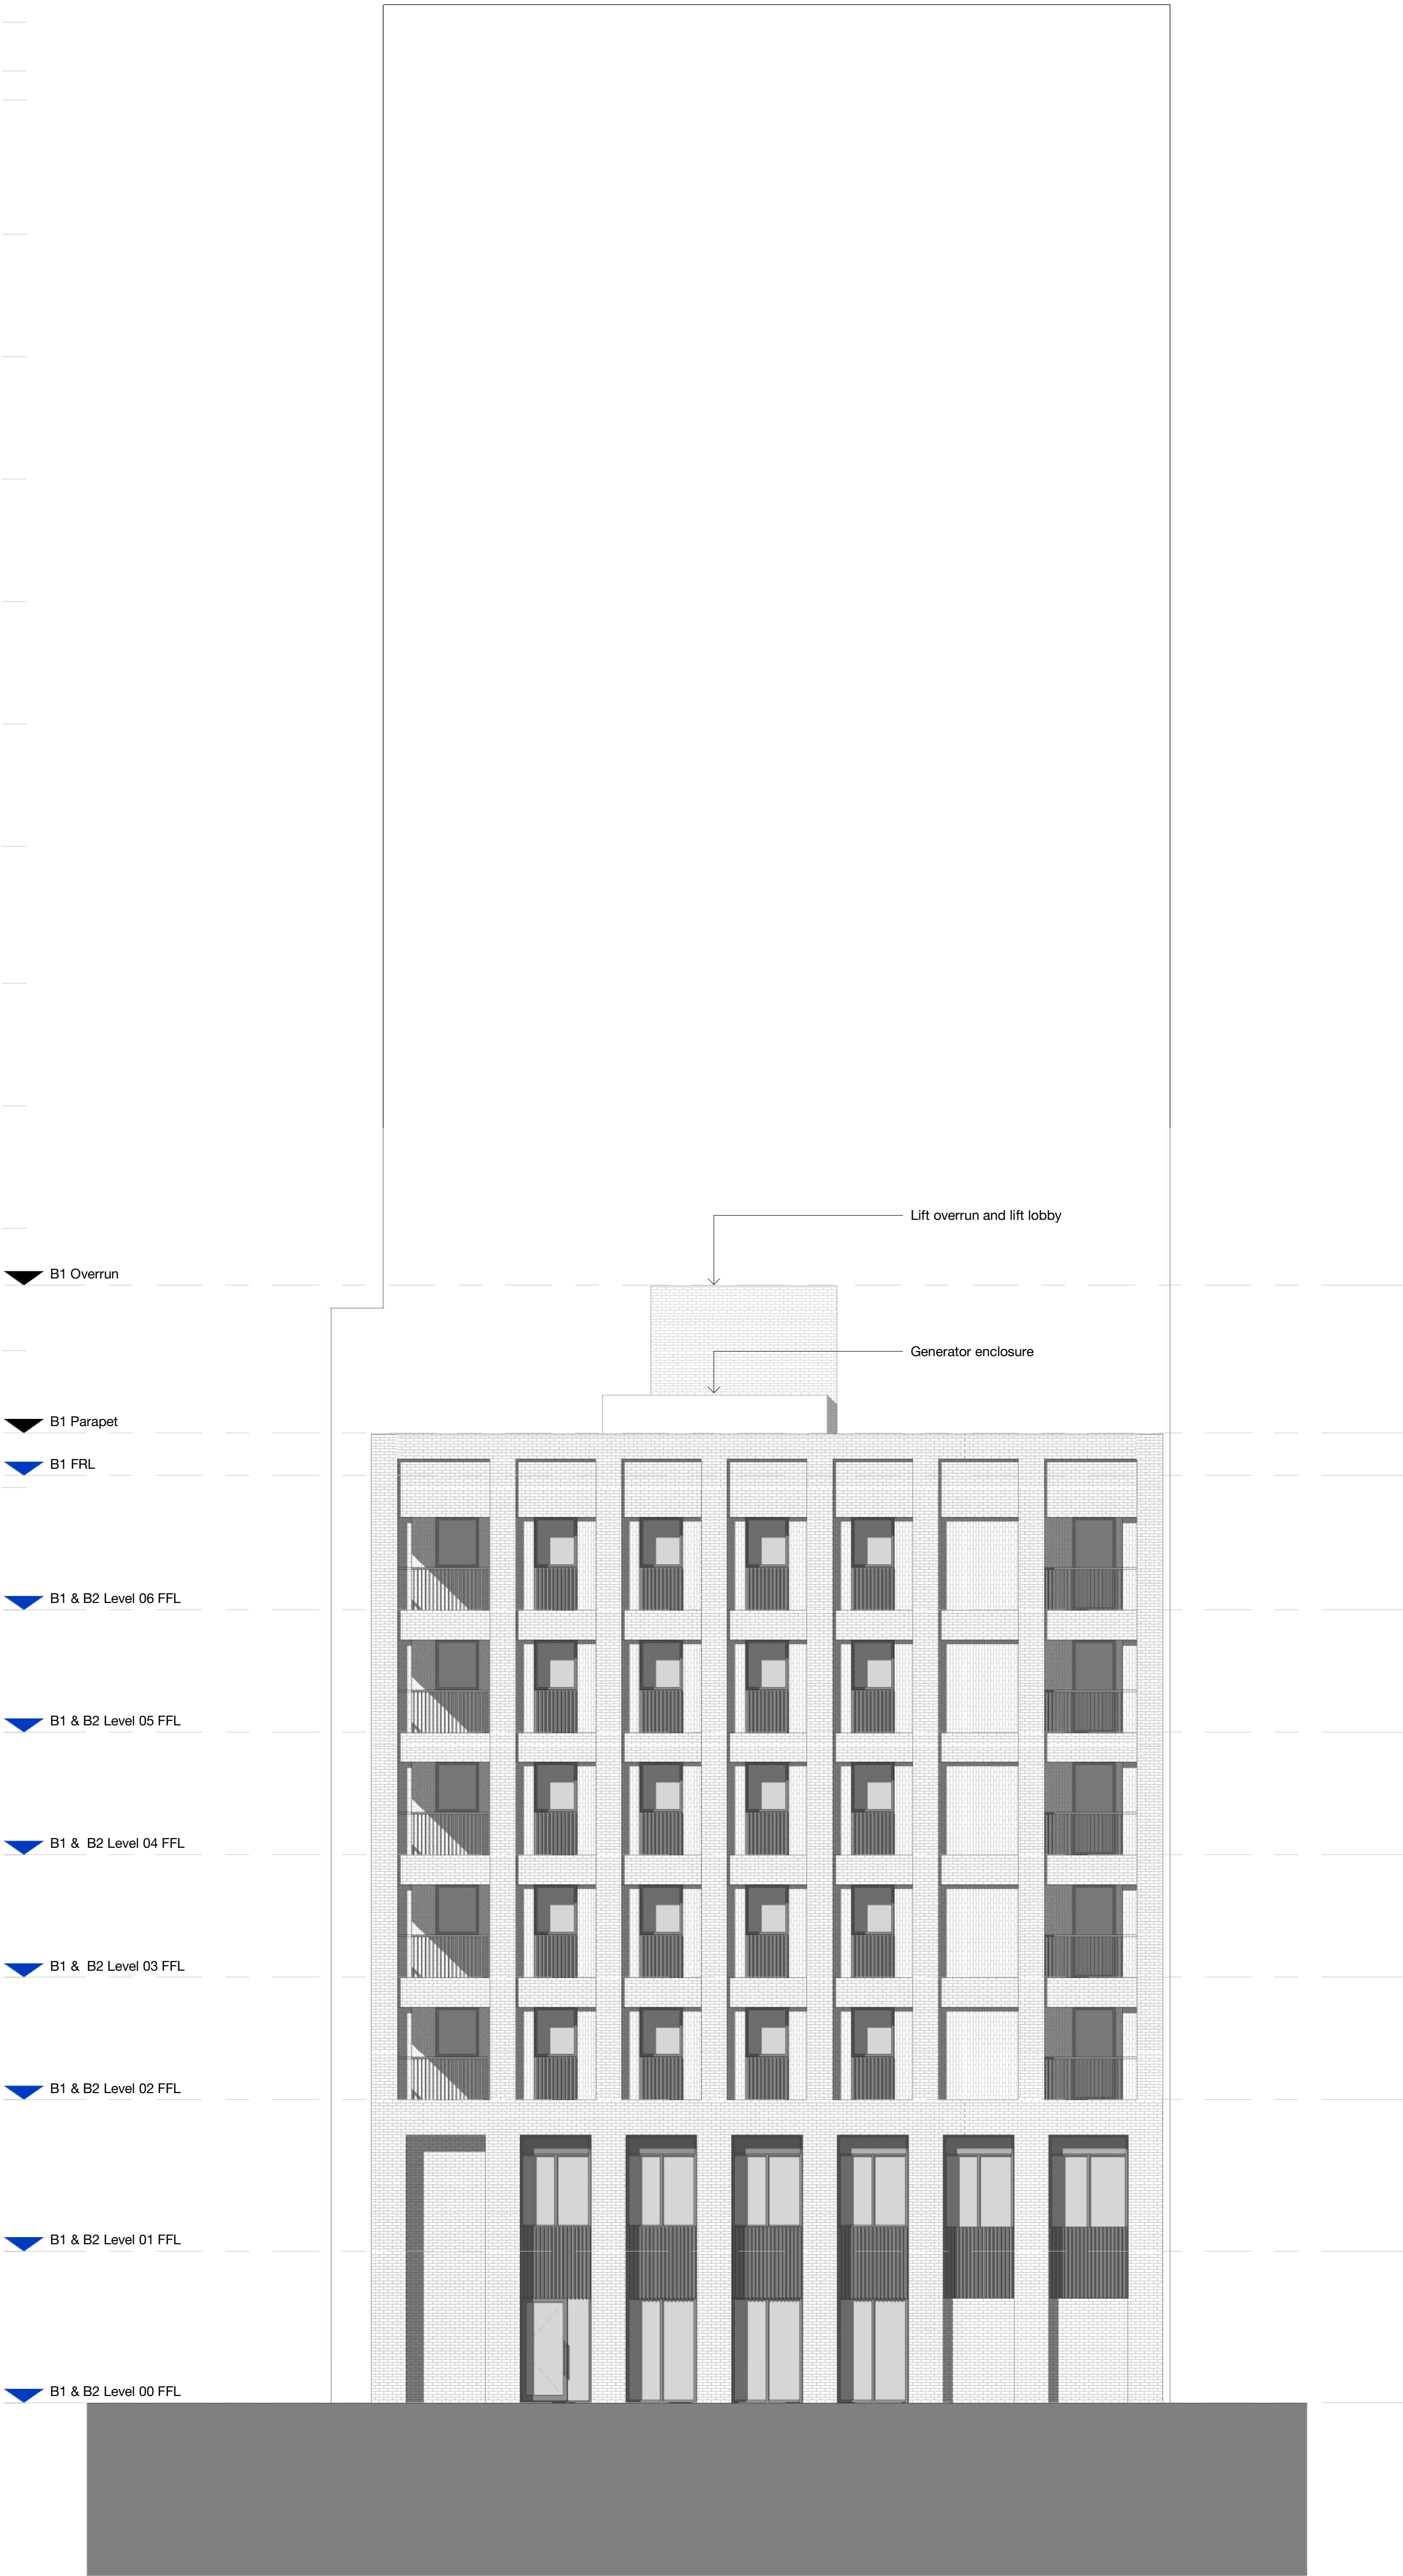 Lift overrun and lift lobby
B1 Overrun
Generator enclosure
B1 Parapet
B1 FRL
B1 & B2 Level 06 FFL
B1 & B2 Level 05 FFL
B1 &  B2 Level 04 FFL
B1 &  B2 Level 03 FFL
B1 & B2 Level 02 FFL
B1 & B2 Level 01 FFL
B1 & B2 Level 00 FFL